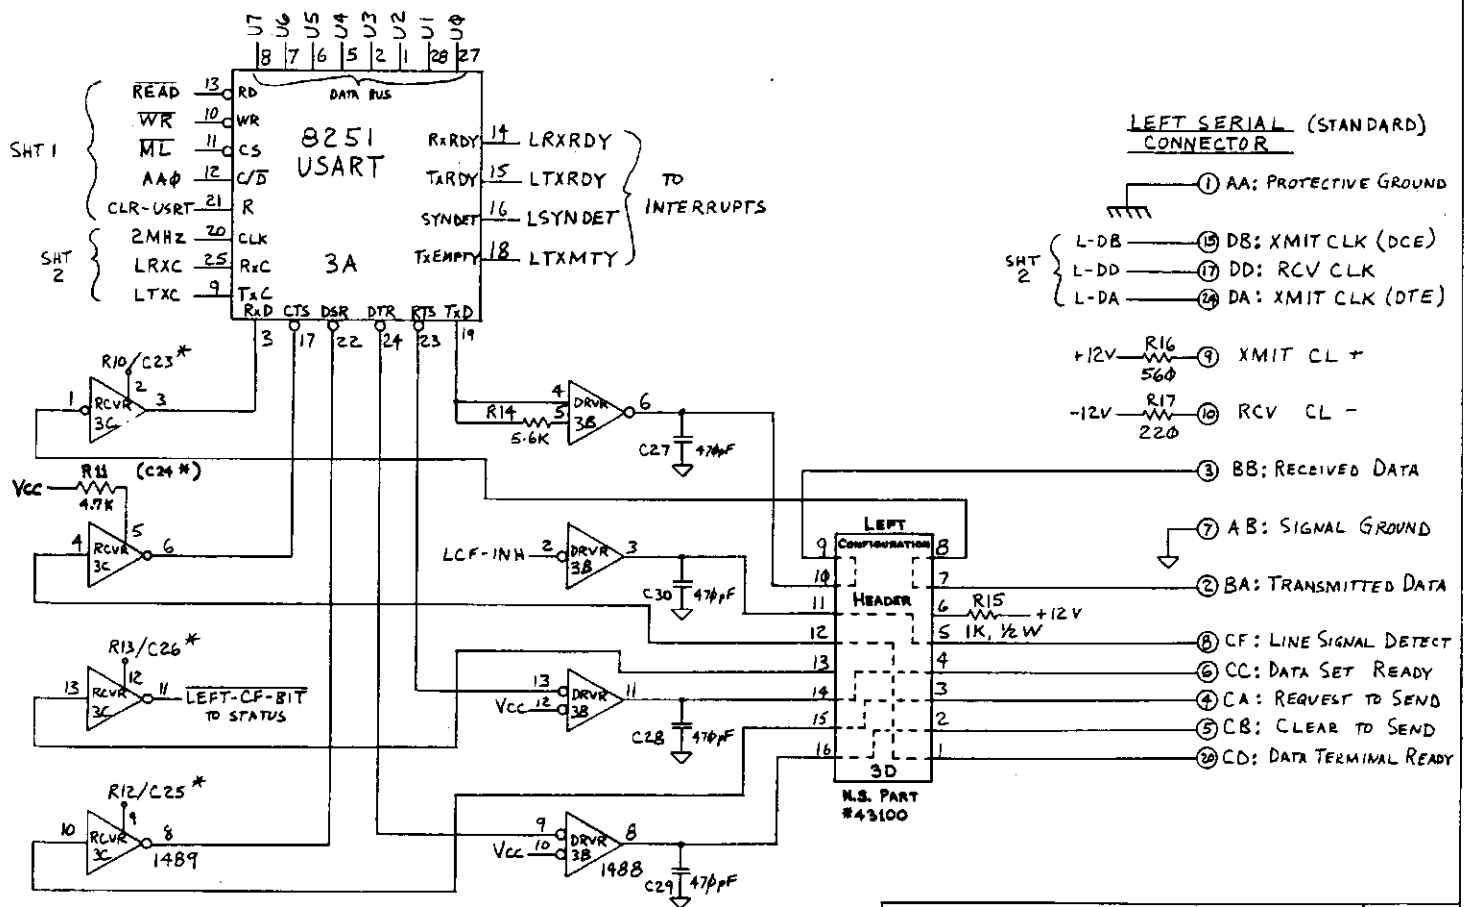 U7 U6 U5 U4 U3 U2 U1 UΦ
8 7 6 5 2 1 28 27
DATA BUS
8251
USART
3A
SHT 1
READ 13 RD
WR 10 WR
ML 11 CS
AAΦ 12 C/D
CLR-USRT 21 R
SHT 2
2MHZ 20 CLK
LRXC 25 RxC
LTXC 9 TxC
RxRDY 14 LRXRDY
TxRDY 15 LTXRDY
SYNDET 16 LSYNDET
TxEMPTY 18 LTXMTY
TO INTERRUPTS
RxD CTS DSR DTR RTS TxD
3 17 22 24 23 19
R10/C23*
1 RCVR 2 3
3C
R11 (C24*)
VCC 4.7K
4 RCVR 5 6
3C
R13/C26*
13 RCVR 12 11 LEFT-CF-BIT
3C TO STATUS
R12/C25*
10 RCVR 9 8
3C 1489
R14 5.6K
4 5 DRVR 6
3B
C27 47ΦpF
LCF-INH 2 DRVR 3
3B
C30 47ΦpF
13 DRVR 11
VCC 12 3B
C28 47ΦpF
9 DRVR 8
VCC 10 3B 1488
C29 47ΦpF
LEFT
CONFIGURATION
HEADER
9 8
10 7
11 6
12 5
13 4
14 3
15 2
16 1
3D
N.S. PART
#43100
R15 +12V
1K, 1/2 W
LEFT SERIAL (STANDARD)
CONNECTOR
1 AA: PROTECTIVE GROUND
SHT 2
L-DB 15 DB: XMIT CLK (DCE)
L-DD 17 DD: RCV CLK
L-DA 24 DA: XMIT CLK (DTE)
+12V R16 9 XMIT CL +
56Φ
-12V R17 10 RCV CL -
22Φ
3 BB: RECEIVED DATA
7 AB: SIGNAL GROUND
2 BA: TRANSMITTED DATA
8 CF: LINE SIGNAL DETECT
6 CC: DATA SET READY
4 CA: REQUEST TO SEND
5 CB: CLEAR TO SEND
20 CD: DATA TERMINAL READY